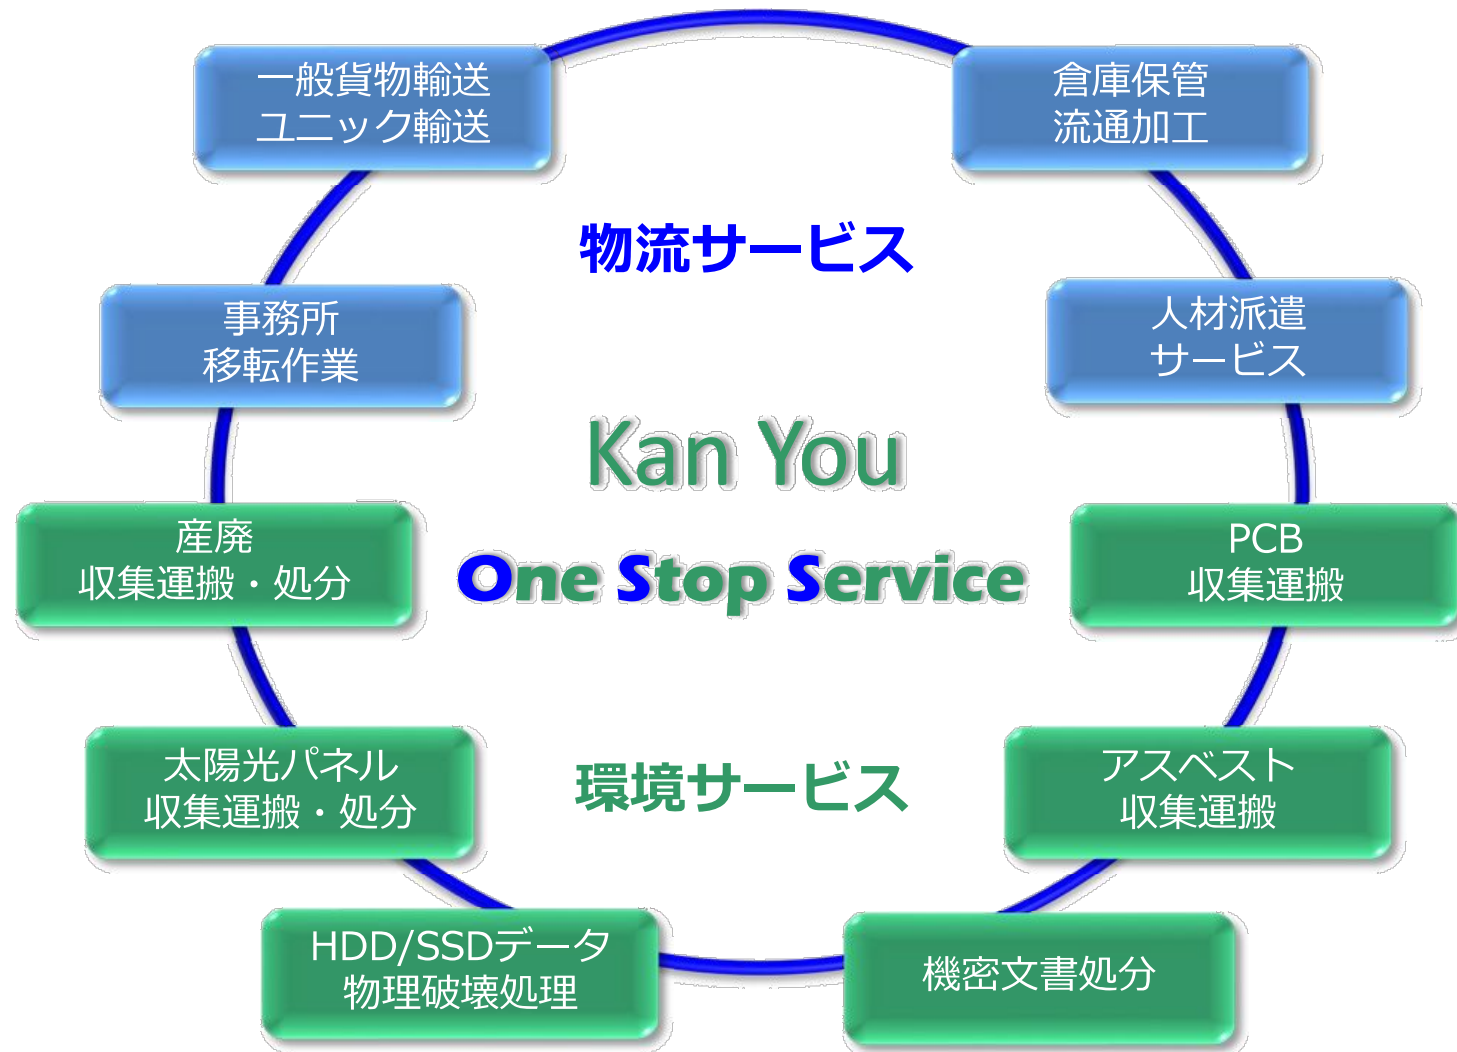 一般貨物輸送
ユニック輸送
倉庫保管
流通加工
物流サービス
事務所
移転作業
人材派遣
サービス
Kan You
One Stop Service
産廃
収集運搬・処分
PCB
収集運搬
環境サービス
太陽光パネル
収集運搬・処分
アスベスト
収集運搬
HDD/SSDデータ
物理破壊処理
機密文書処分